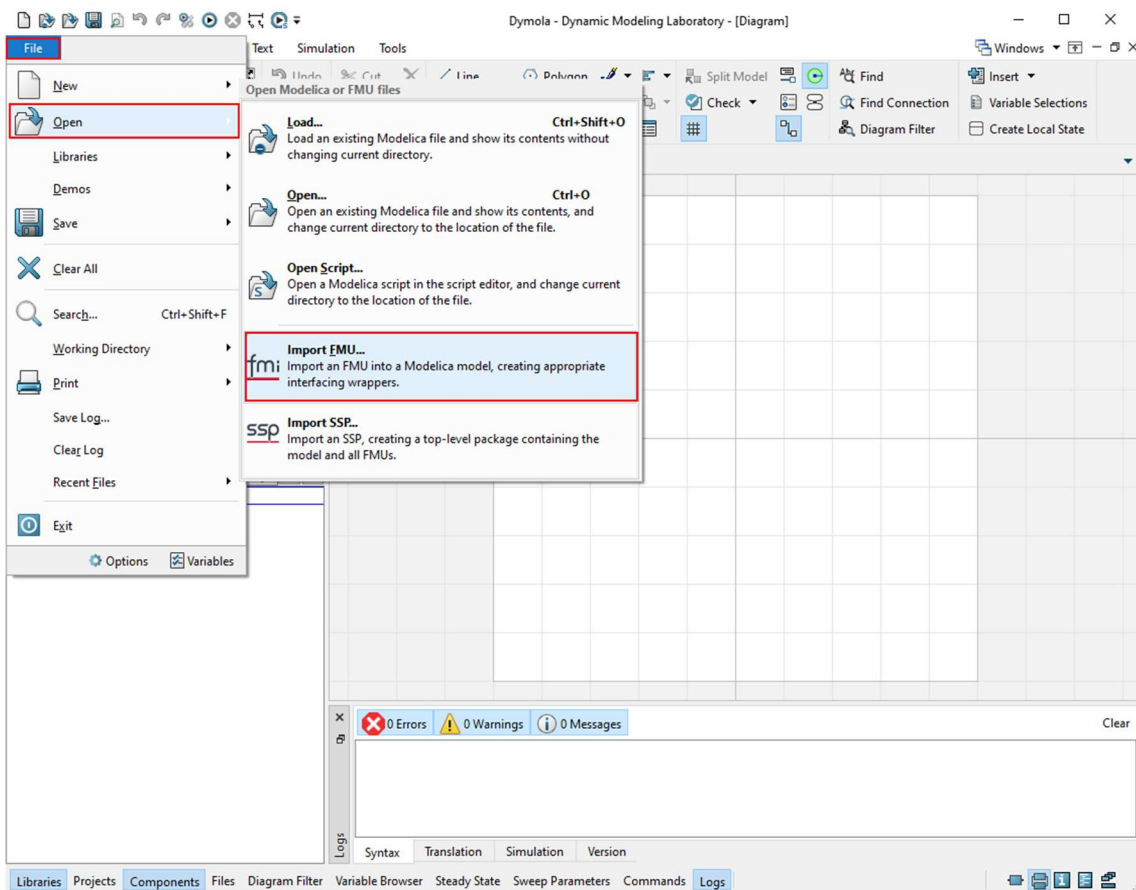 Dymola - Dynamic Modeling Laboratory - [Diagram]
File
Text Simulation Tools
Windows
Undo Cut Line Polygon Split Model Find Insert
Check Find Connection Variable Selections
Diagram Filter Create Local State
New
Open
Libraries
Demos
Save
Clear All
Search... Ctrl+Shift+F
Working Directory
Print
Save Log...
Clear Log
Recent Files
Exit
Options Variables
Open Modelica or FMU files
Load... Ctrl+Shift+O
Load an existing Modelica file and show its contents without
changing current directory.
Open... Ctrl+O
Open an existing Modelica file and show its contents, and
change current directory to the location of the file.
Open Script...
Open a Modelica script in the script editor, and change current
directory to the location of the file.
fmi
Import FMU...
Import an FMU into a Modelica model, creating appropriate
interfacing wrappers.
ssp
Import SSP...
Import an SSP, creating a top-level package containing the
model and all FMUs.
0 Errors 0 Warnings 0 Messages Clear
Logs
Syntax Translation Simulation Version
Libraries Projects Components Files Diagram Filter Variable Browser Steady State Sweep Parameters Commands Logs